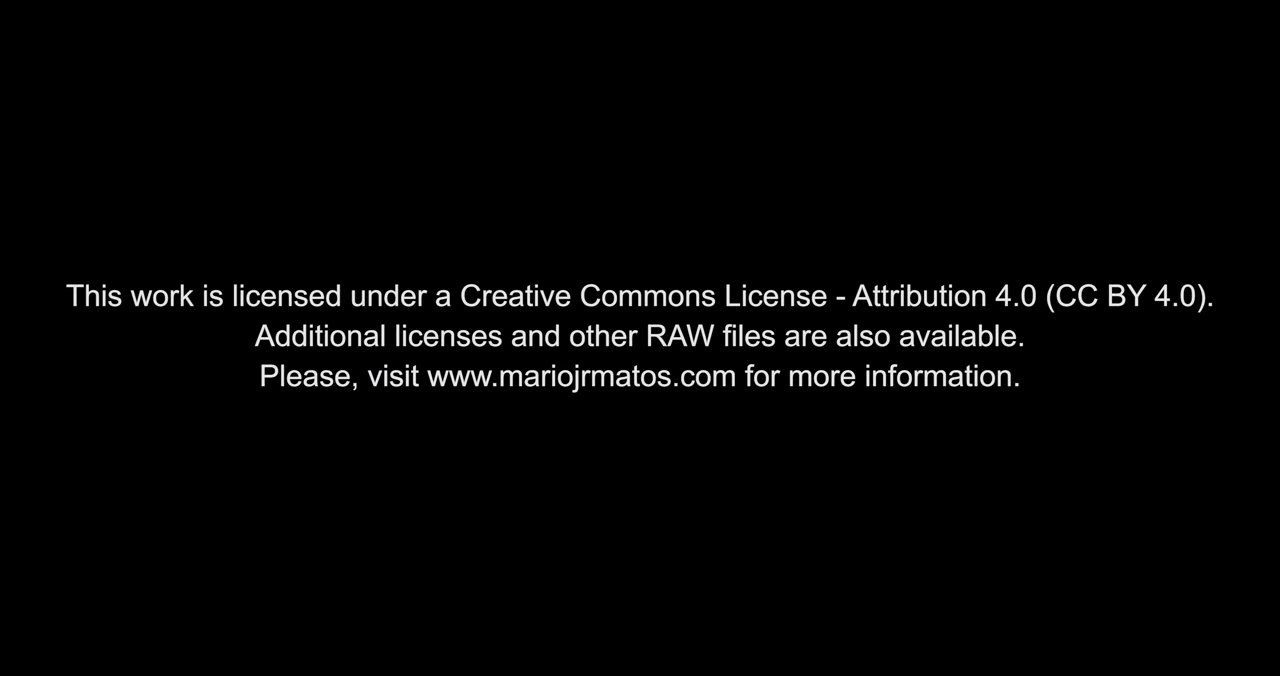 This work is licensed under a Creative Commons License - Attribution 4.0 (CC BY 4.0).
Additional licenses and other RAW files are also available.
Please, visit www.mariojrmatos.com for more information.